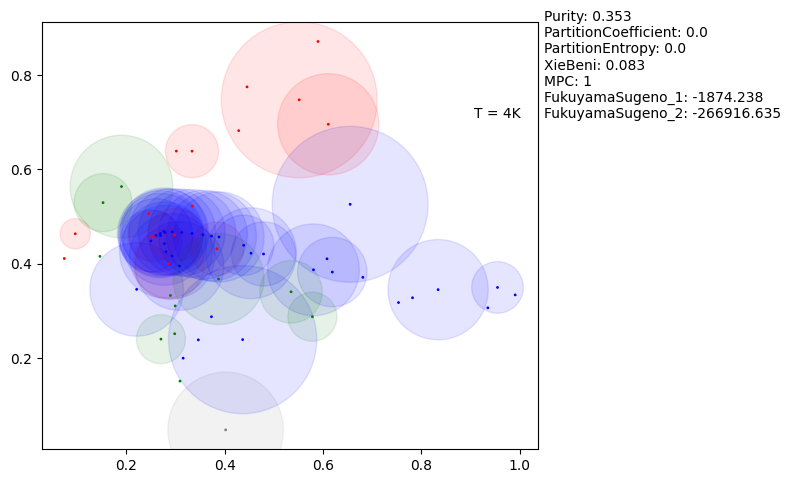 Purity: 0.353
PartitionCoefficient: 0.0
PartitionEntropy: 0.0
XieBeni: 0.083
MPC: 1
FukuyamaSugeno_1: -1874.238
FukuyamaSugeno_2: -266916.635
T = 4K
0.8
0.6
0.4
0.2
0.2 0.4 0.6 0.8 1.0